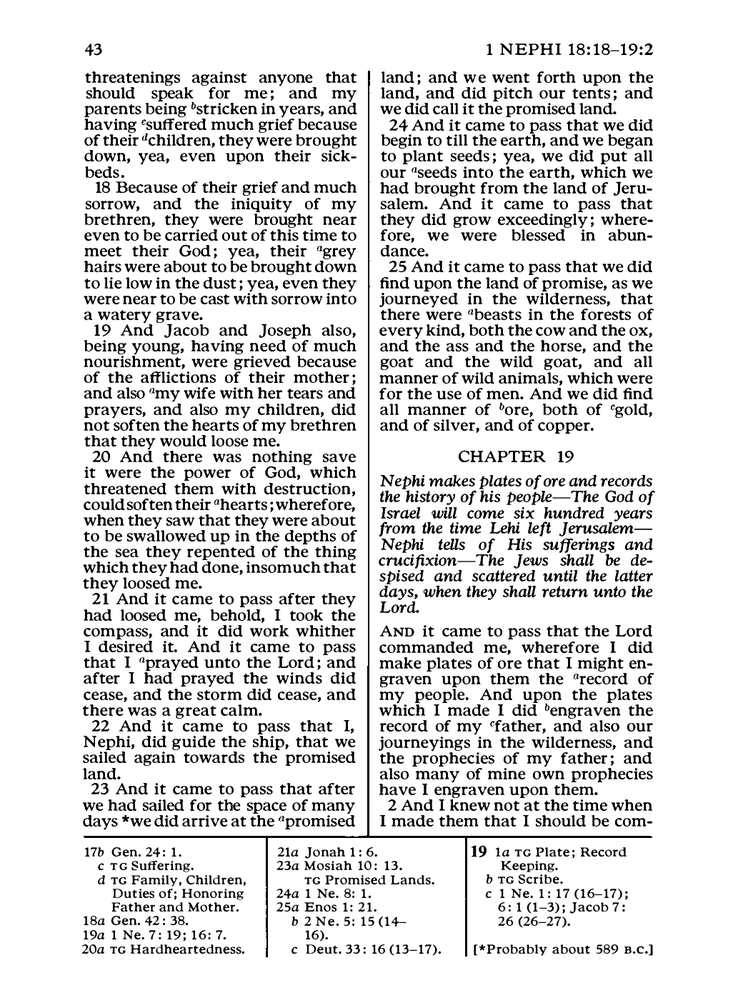 43
1 NEPHI 18:18–19:2
threatenings against anyone that
should speak for me; and my
parents being bstricken in years, and
having csuffered much grief because
of their dchildren, they were brought
down, yea, even upon their sick-
beds.
18 Because of their grief and much
sorrow, and the iniquity of my
brethren, they were brought near
even to be carried out of this time to
meet their God; yea, their agrey
hairs were about to be brought down
to lie low in the dust; yea, even they
were near to be cast with sorrow into
a watery grave.
19 And Jacob and Joseph also,
being young, having need of much
nourishment, were grieved because
of the afflictions of their mother;
and also amy wife with her tears and
prayers, and also my children, did
not soften the hearts of my brethren
that they would loose me.
20 And there was nothing save
it were the power of God, which
threatened them with destruction,
could soften their ahearts; wherefore,
when they saw that they were about
to be swallowed up in the depths of
the sea they repented of the thing
which they had done, insomuch that
they loosed me.
21 And it came to pass after they
had loosed me, behold, I took the
compass, and it did work whither
I desired it. And it came to pass
that I aprayed unto the Lord; and
after I had prayed the winds did
cease, and the storm did cease, and
there was a great calm.
22 And it came to pass that I,
Nephi, did guide the ship, that we
sailed again towards the promised
land.
23 And it came to pass that after
we had sailed for the space of many
days *we did arrive at the apromised
land; and we went forth upon the
land, and did pitch our tents; and
we did call it the promised land.
24 And it came to pass that we did
begin to till the earth, and we began
to plant seeds; yea, we did put all
our aseeds into the earth, which we
had brought from the land of Jeru-
salem. And it came to pass that
they did grow exceedingly; where-
fore, we were blessed in abun-
dance.
25 And it came to pass that we did
find upon the land of promise, as we
journeyed in the wilderness, that
there were abeasts in the forests of
every kind, both the cow and the ox,
and the ass and the horse, and the
goat and the wild goat, and all
manner of wild animals, which were
for the use of men. And we did find
all manner of bore, both of cgold,
and of silver, and of copper.
CHAPTER 19
Nephi makes plates of ore and records
the history of his people—The God of
Israel will come six hundred years
from the time Lehi left Jerusalem—
Nephi tells of His sufferings and
crucifixion—The Jews shall be de-
spised and scattered until the latter
days, when they shall return unto the
Lord.
AND it came to pass that the Lord
commanded me, wherefore I did
make plates of ore that I might en-
graven upon them the arecord of
my people. And upon the plates
which I made I did bengraven the
record of my cfather, and also our
journeyings in the wilderness, and
the prophecies of my father; and
also many of mine own prophecies
have I engraven upon them.
2 And I knew not at the time when
I made them that I should be com-
17b Gen. 24: 1.
c TG Suffering.
d TG Family, Children,
Duties of; Honoring
Father and Mother.
18a Gen. 42: 38.
19a 1 Ne. 7: 19; 16: 7.
20a TG Hardheartedness.
21a Jonah 1: 6.
23a Mosiah 10: 13.
TG Promised Lands.
24a 1 Ne. 8: 1.
25a Enos 1: 21.
b 2 Ne. 5: 15 (14–
16).
c Deut. 33: 16 (13–17).
19 1a TG Plate; Record
Keeping.
b TG Scribe.
c 1 Ne. 1: 17 (16–17);
6: 1 (1–3); Jacob 7:
26 (26–27).
[*Probably about 589 B.C.]